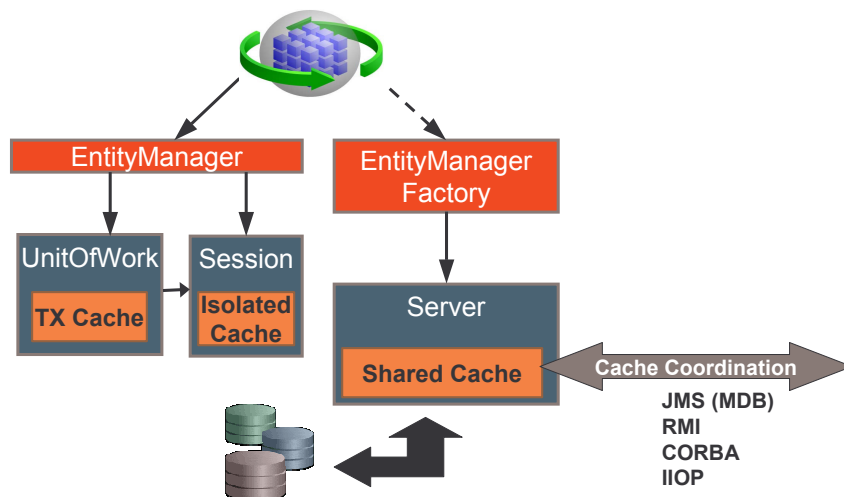 EntityManager
EntityManager
Factory
UnitOfWork
TX Cache
Session
Isolated
Cache
Server
Shared Cache
Cache Coordination
JMS (MDB)
RMI
CORBA
IIOP